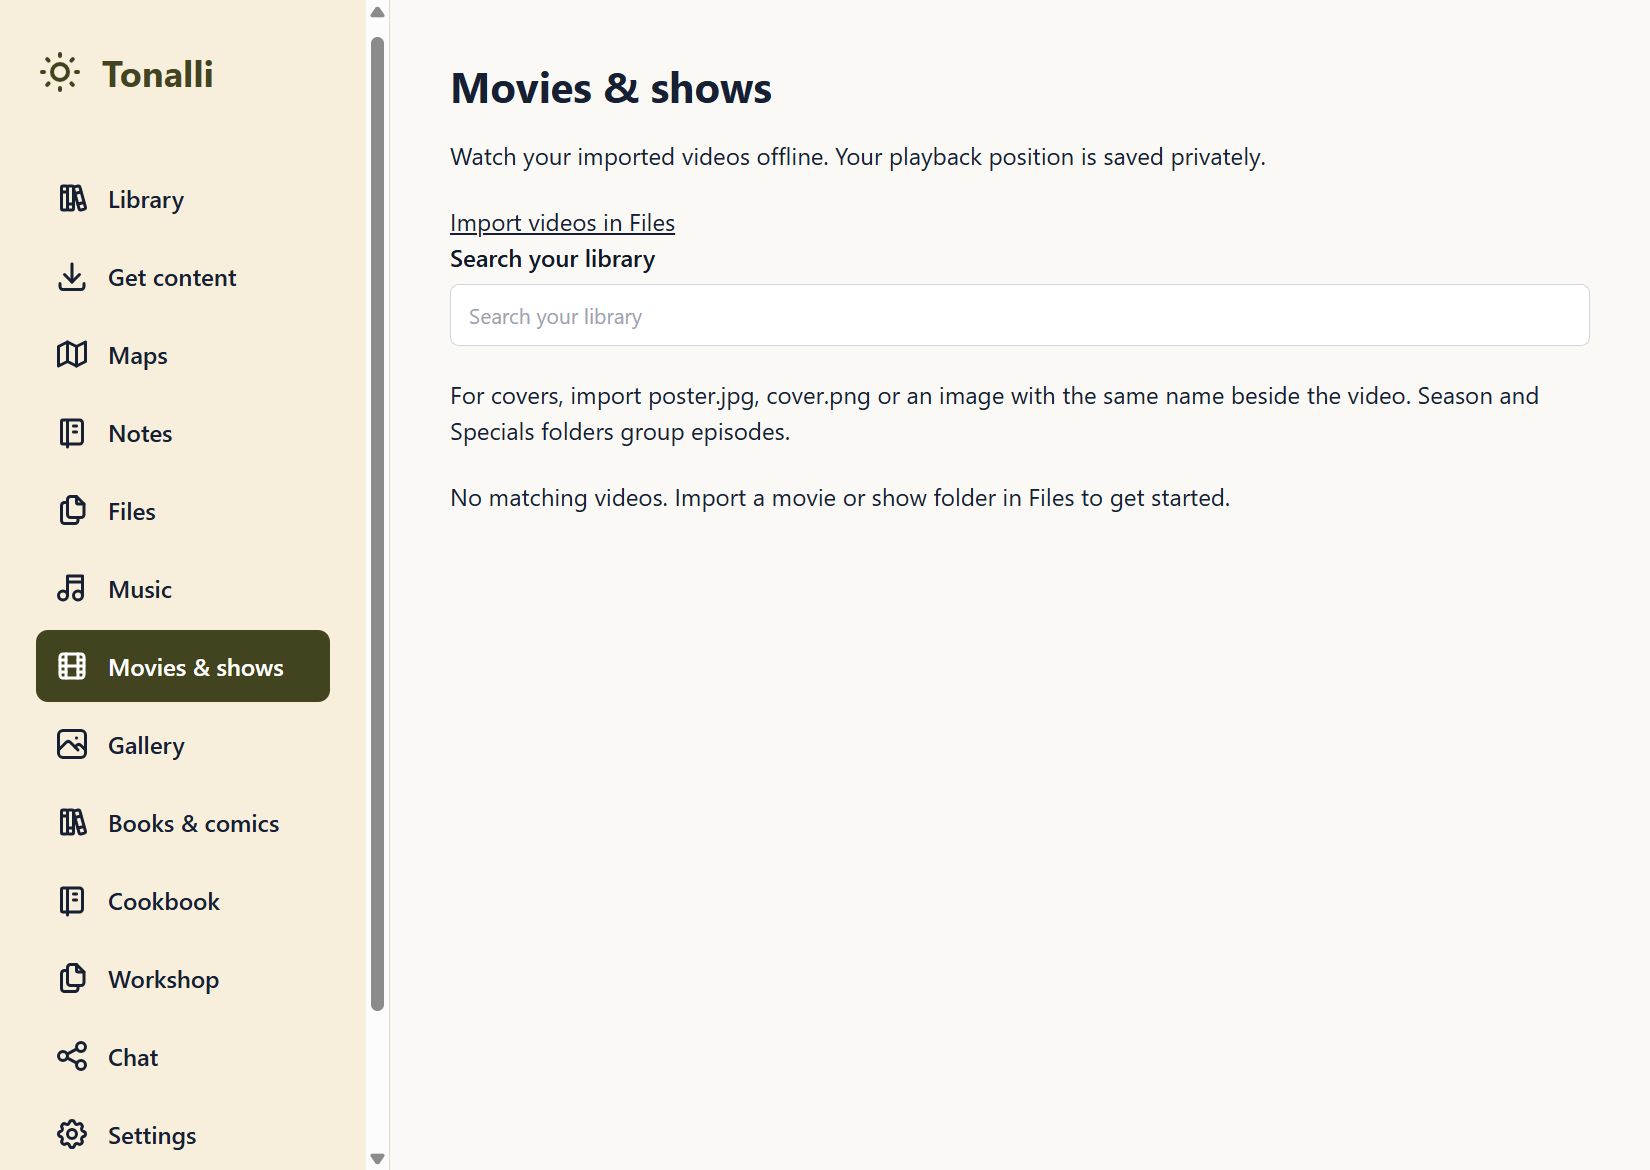 Tonalli
Library
Get content
Maps
Notes
Files
Music
Movies & shows
Gallery
Books & comics
Cookbook
Workshop
Chat
Settings
Movies & shows
Watch your imported videos offline. Your playback position is saved privately.
Import videos in Files
Search your library
Search your library
For covers, import poster.jpg, cover.png or an image with the same name beside the video. Season and
Specials folders group episodes.
No matching videos. Import a movie or show folder in Files to get started.